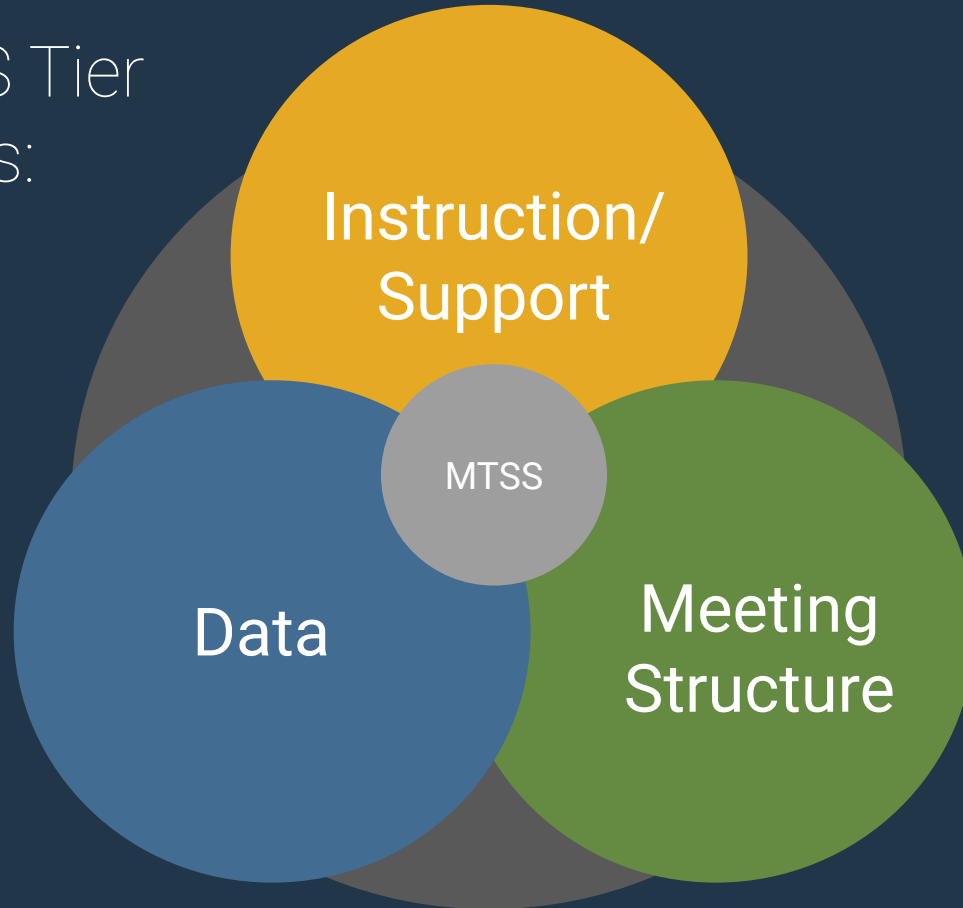 S Tier
s:
Instruction/
Support
MTSS
Data
Meeting
Structure